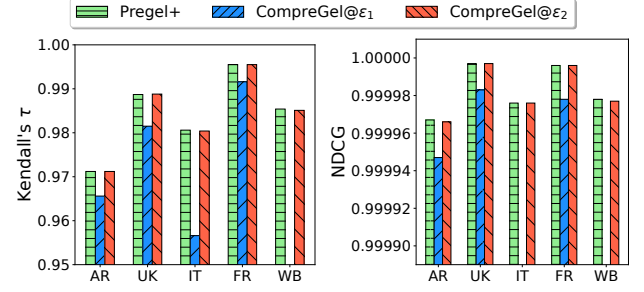 Pregel+ CompreGel@ε₁ CompreGel@ε₂
Kendall's τ
1.00
0.99
0.98
0.97
0.96
0.95
AR UK IT FR WB
NDCG
1.00000
0.99998
0.99996
0.99994
0.99992
0.99990
AR UK IT FR WB